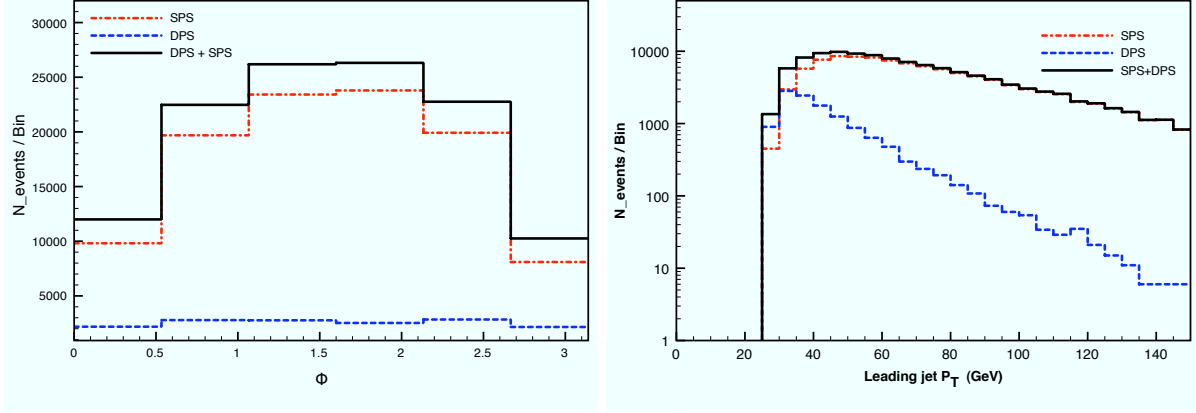 30000
25000
20000
15000
10000
5000
N_events / Bin
SPS
DPS
DPS + SPS
0 0.5 1 1.5 2 2.5 3
Φ
10000
1000
100
10
1
N_events / Bin
SPS
DPS
SPS+DPS
0 20 40 60 80 100 120 140
Leading jet P_T (GeV)